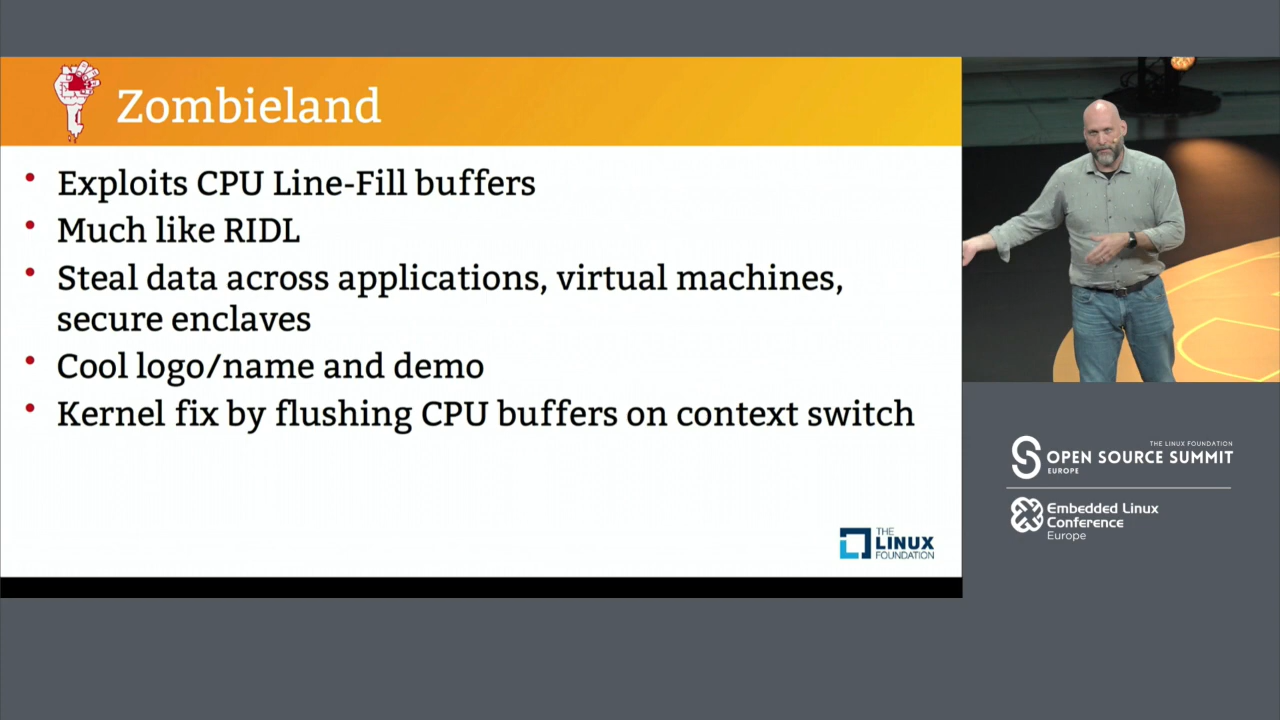 Zombieland
• Exploits CPU Line-Fill buffers
• Much like RIDL
• Steal data across applications, virtual machines,
secure enclaves
• Cool logo/name and demo
• Kernel fix by flushing CPU buffers on context switch
THE
LINUX
FOUNDATION
THE LINUX FOUNDATION
OPEN SOURCE SUMMIT
EUROPE
Embedded Linux
Conference
Europe